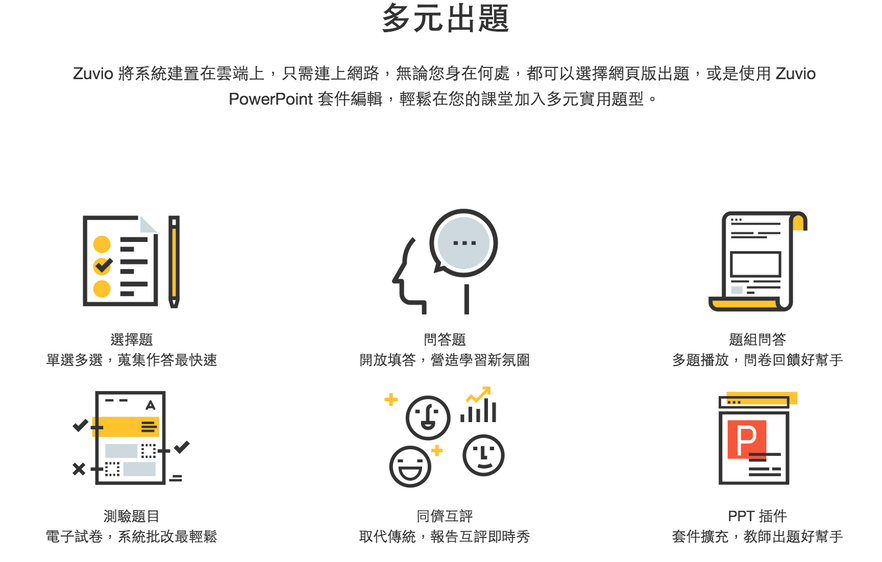 多元出題
Zuvio 將系統建置在雲端上，只需連上網路，無論您身在何處，都可以選擇網頁版出題，或是使用 Zuvio
PowerPoint 套件編輯，輕鬆在您的課堂加入多元實用題型。
選擇題
單選多選，蒐集作答最快速
問答題
開放填答，營造學習新氛圍
題組問答
多題播放，問卷回饋好幫手
A
測驗題目
電子試卷，系統批改最輕鬆
同儕互評
取代傳統，報告互評即時秀
P
PPT 插件
套件擴充，教師出題好幫手